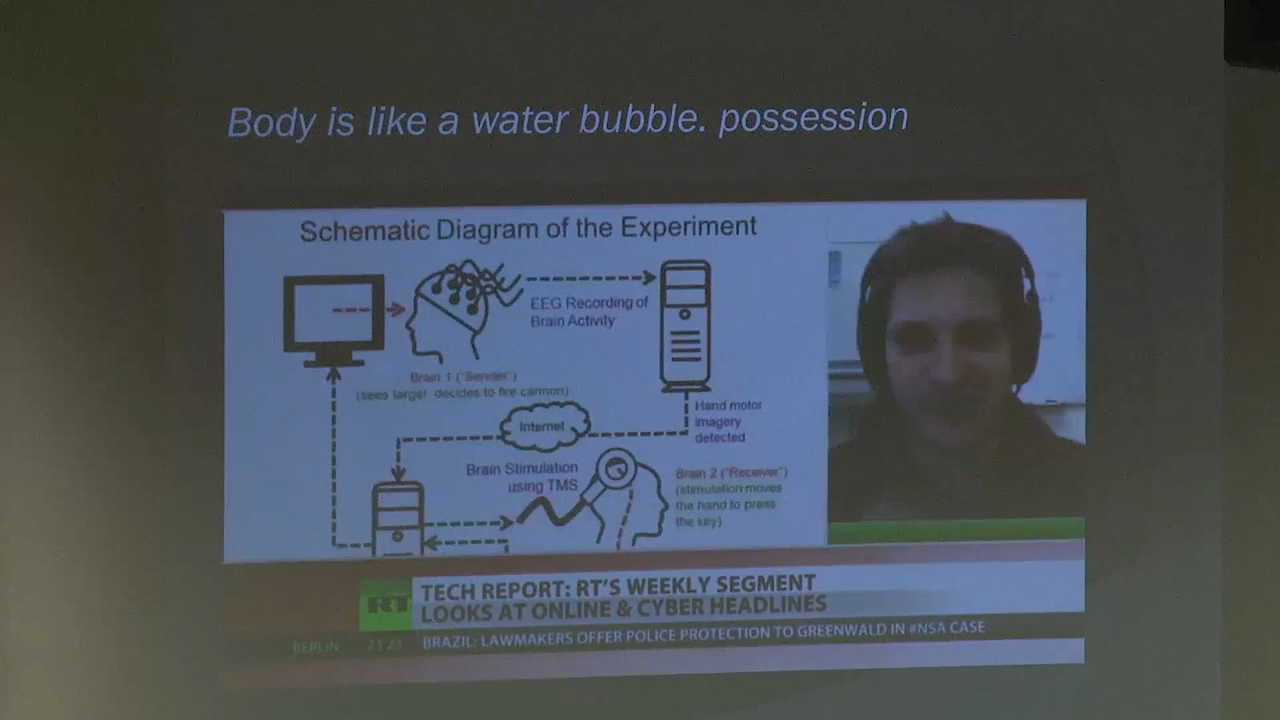 Body is like a water bubble. possession
Schematic Diagram of the Experiment
EEG Recording of
Brain Activity
Brain 1 ("Sender")
(sees target decides to fire cannon)
Hand motor
imagery
detected
Internet
Brain Stimulation
using TMS
Brain 2 ("Receiver")
(stimulation moves
the hand to press
the key)
RT
TECH REPORT: RT'S WEEKLY SEGMENT
LOOKS AT ONLINE & CYBER HEADLINES
BERLIN 23 23 BRAZIL: LAWMAKERS OFFER POLICE PROTECTION TO GREENWALD IN #NSA CASE